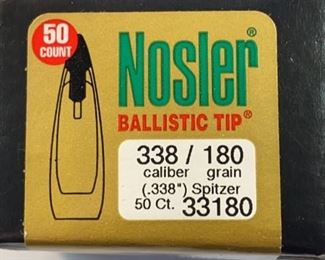 50
COUNT
Nosler®
BALLISTIC TIP®
338 / 180
caliber grain
(.338") Spitzer
50 Ct. 33180